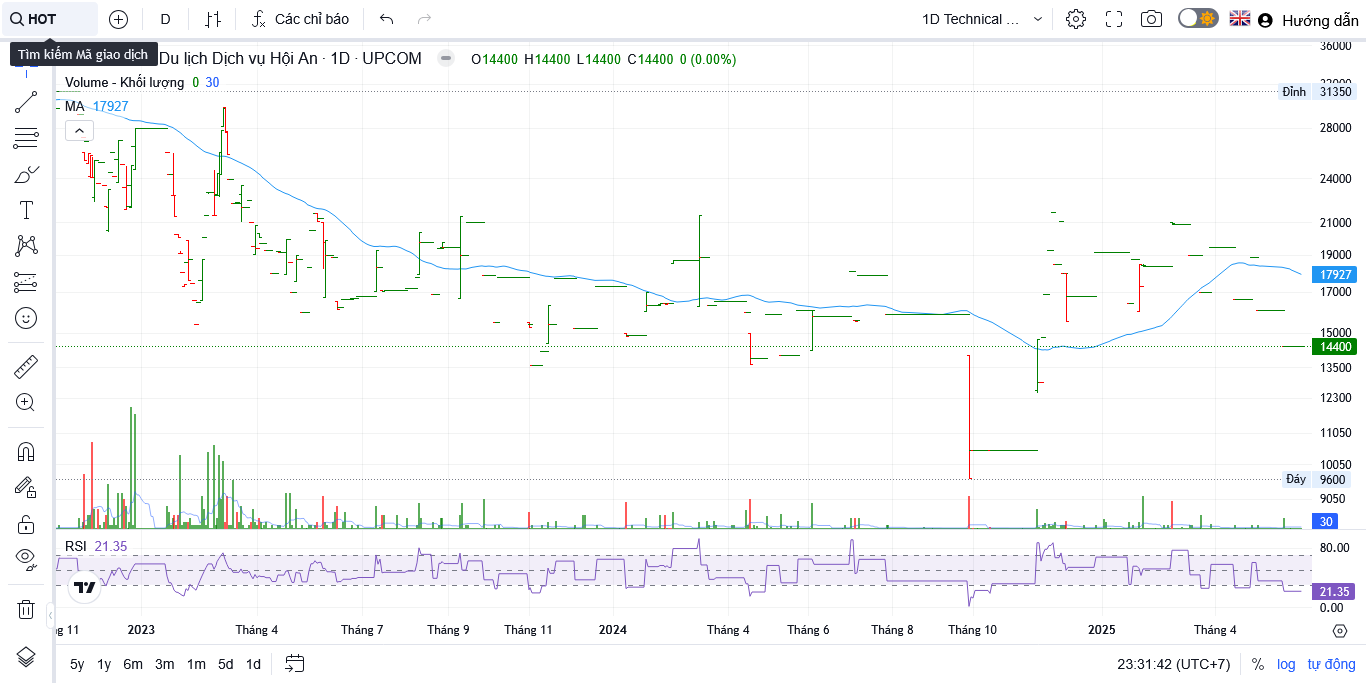 HOT D Các chỉ báo 1D Technical ... Hướng dẫn
Tìm kiếm Mã giao dịch Du lịch Dịch vụ Hội An · 1D · UPCOM O14400 H14400 L14400 C14400 0 (0.00%)
Volume - Khối lượng 0 30
MA 17927
36000
Đỉnh 31350
28000
24000
21000
19000
17927
17000
15000
14400
13500
12300
11050
10050
Đáy 9600
9050
30
RSI 21.35
80.00
21.35
0.00
ng 11 2023 Tháng 4 Tháng 7 Tháng 9 Tháng 11 2024 Tháng 4 Tháng 6 Tháng 8 Tháng 10 2025 Tháng 4
5y 1y 6m 3m 1m 5d 1d 23:31:42 (UTC+7) % log tự động